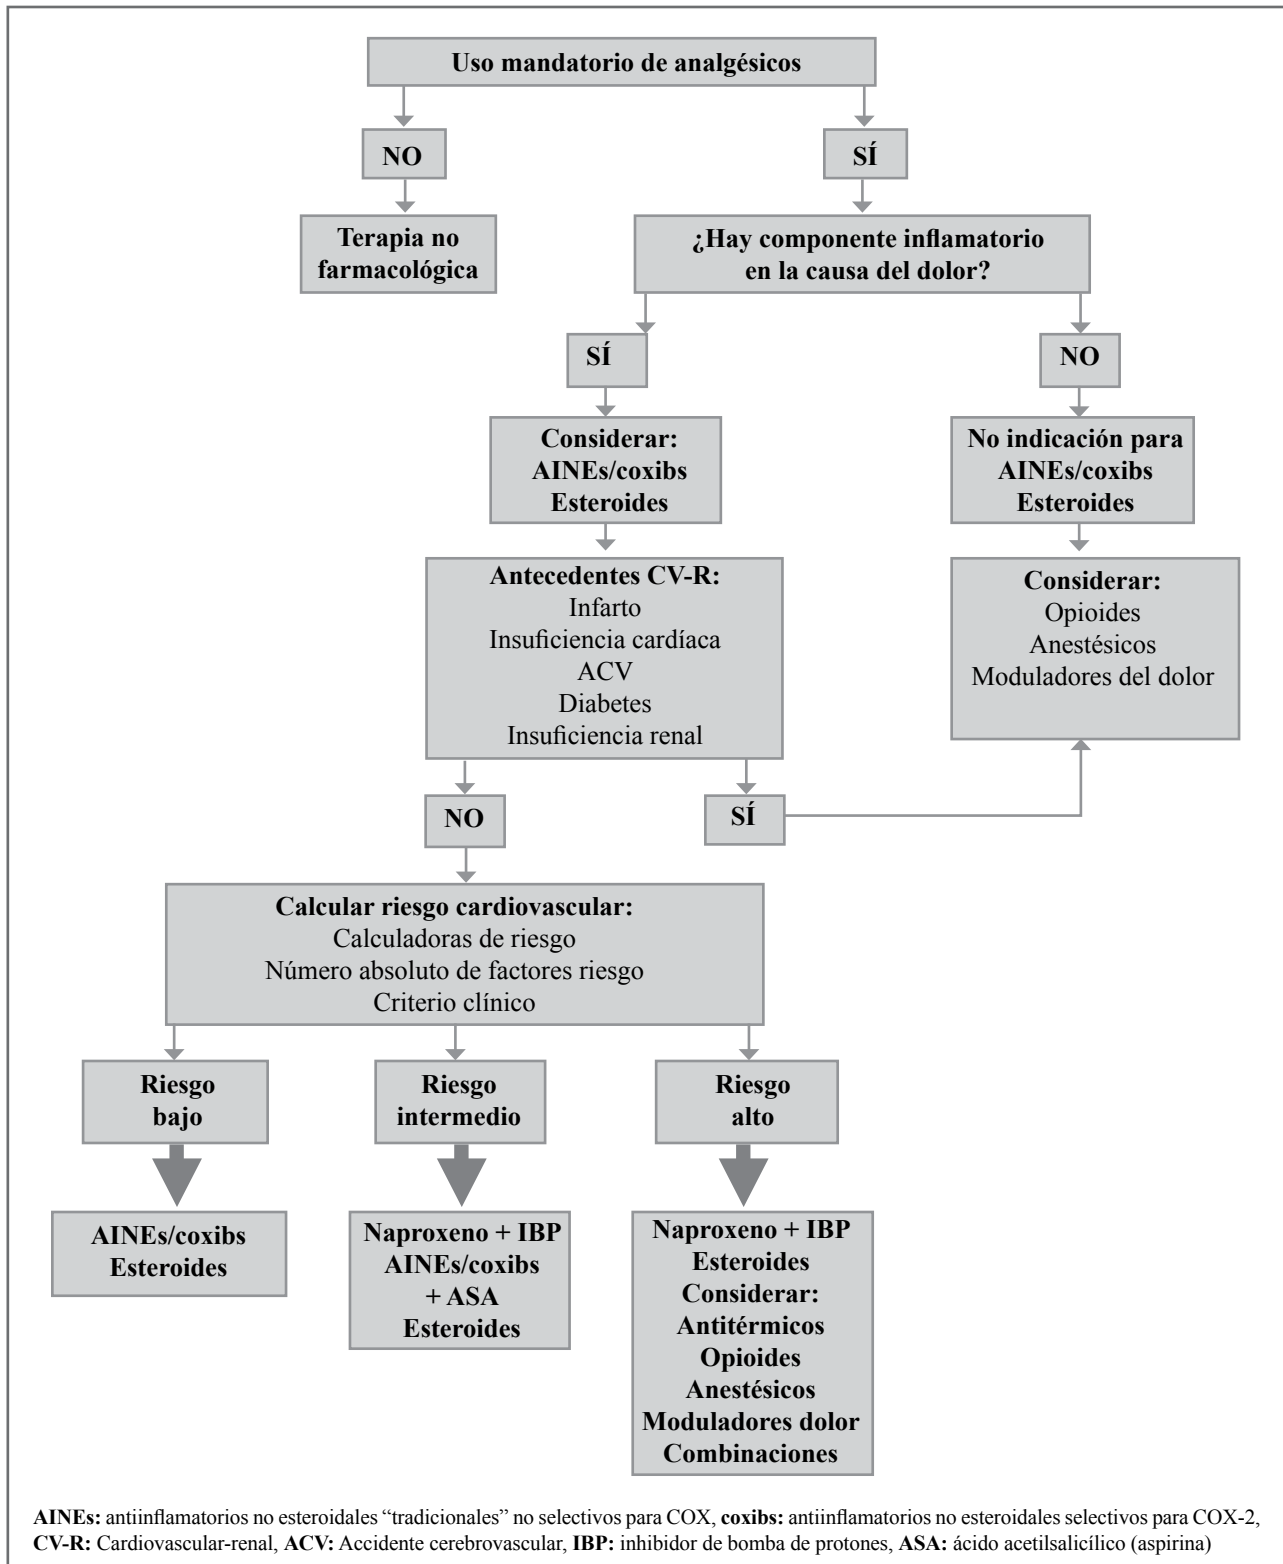 Uso mandatorio de analgésicos
NO
SÍ
Terapia no
farmacológica
¿Hay componente inflamatorio
en la causa del dolor?
SÍ
NO
Considerar:
AINEs/coxibs
Esteroides
No indicación para
AINEs/coxibs
Esteroides
Antecedentes CV-R:
Infarto
Insuficiencia cardíaca
ACV
Diabetes
Insuficiencia renal
Considerar:
Opioides
Anestésicos
Moduladores del dolor
NO
SÍ
Calcular riesgo cardiovascular:
Calculadoras de riesgo
Número absoluto de factores riesgo
Criterio clínico
Riesgo
bajo
Riesgo
intermedio
Riesgo
alto
AINEs/coxibs
Esteroides
Naproxeno + IBP
AINEs/coxibs
+ ASA
Esteroides
Naproxeno + IBP
Esteroides
Considerar:
Antitérmicos
Opioides
Anestésicos
Moduladores dolor
Combinaciones
AINEs: antiinflamatorios no esteroidales “tradicionales” no selectivos para COX, coxibs: antiinflamatorios no esteroidales selectivos para COX-2,
CV-R: Cardiovascular-renal, ACV: Accidente cerebrovascular, IBP: inhibidor de bomba de protones, ASA: ácido acetilsalicílico (aspirina)